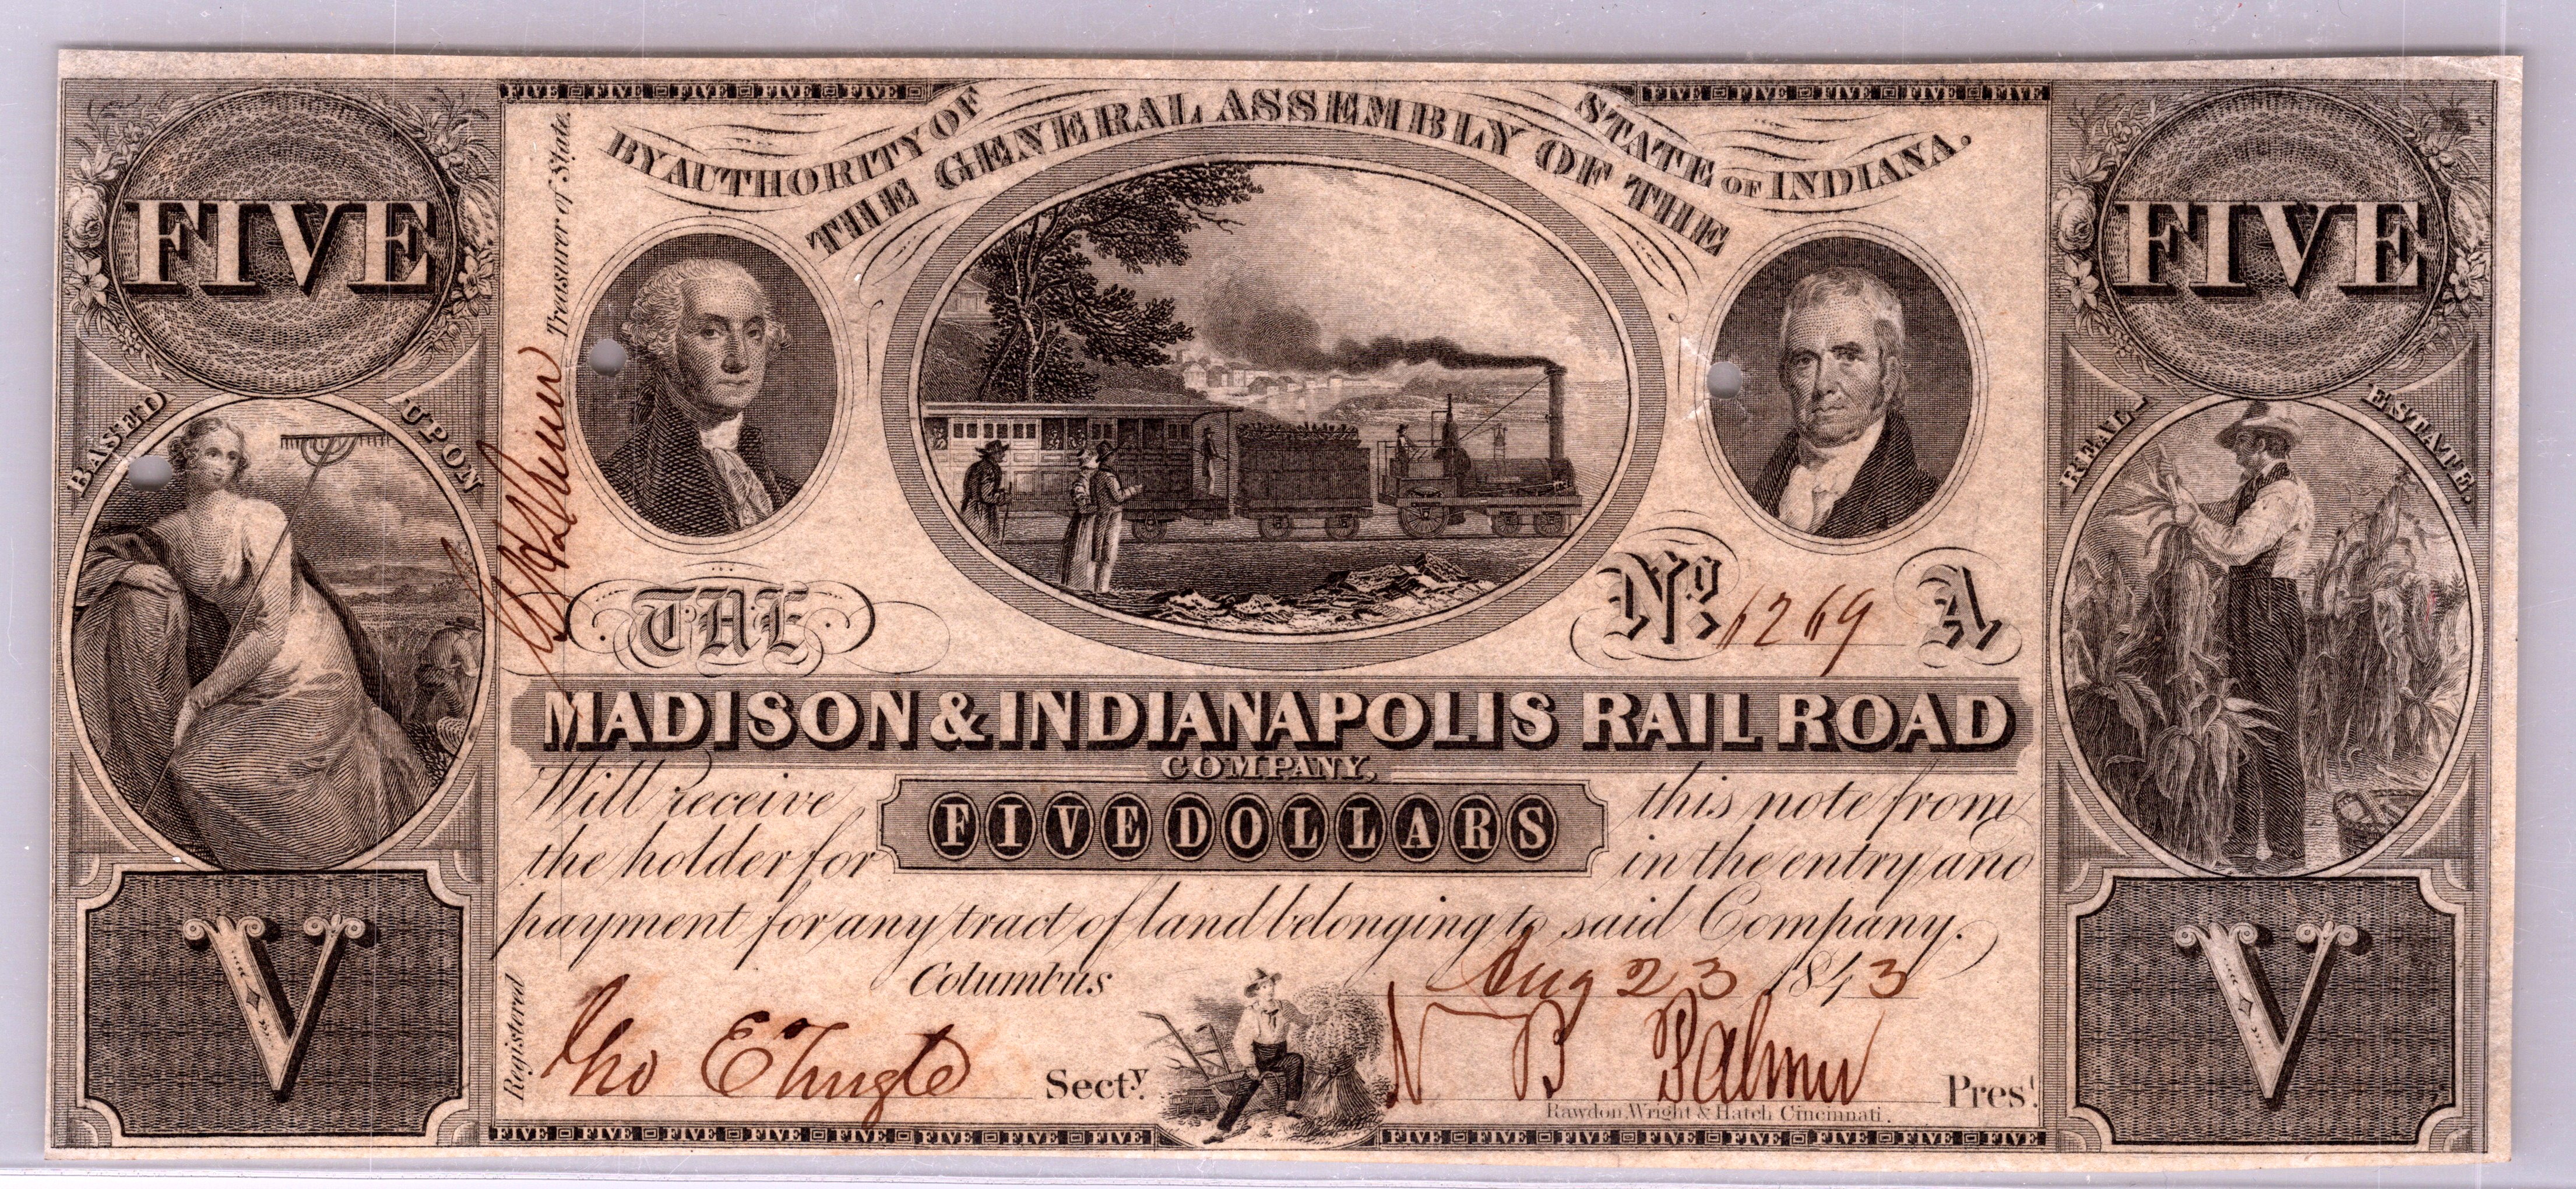 FIVE FIVE FIVE FIVE FIVE
FIVE FIVE FIVE FIVE FIVE
BY AUTHORITY OF
THE GENERAL ASSEMBLY OF THE
STATE OF INDIANA.
FIVE
FIVE
BASED UPON
REAL ESTATE.
Treasurer of State.
THE
No. 6269 A
MADISON & INDIANAPOLIS RAIL ROAD
COMPANY,
Will receive this note from
FIVE DOLLARS
the holder for in the entry and
payment for any tract of land belonging to said Company.
Columbus Aug 23 1843
Registered
Geo E Tingle Secty. N B Palmer Prest
Rawdon, Wright & Hatch Cincinnati.
V
V
FIVE FIVE FIVE FIVE FIVE FIVE FIVE FIVE
FIVE FIVE FIVE FIVE FIVE FIVE FIVE FIVE